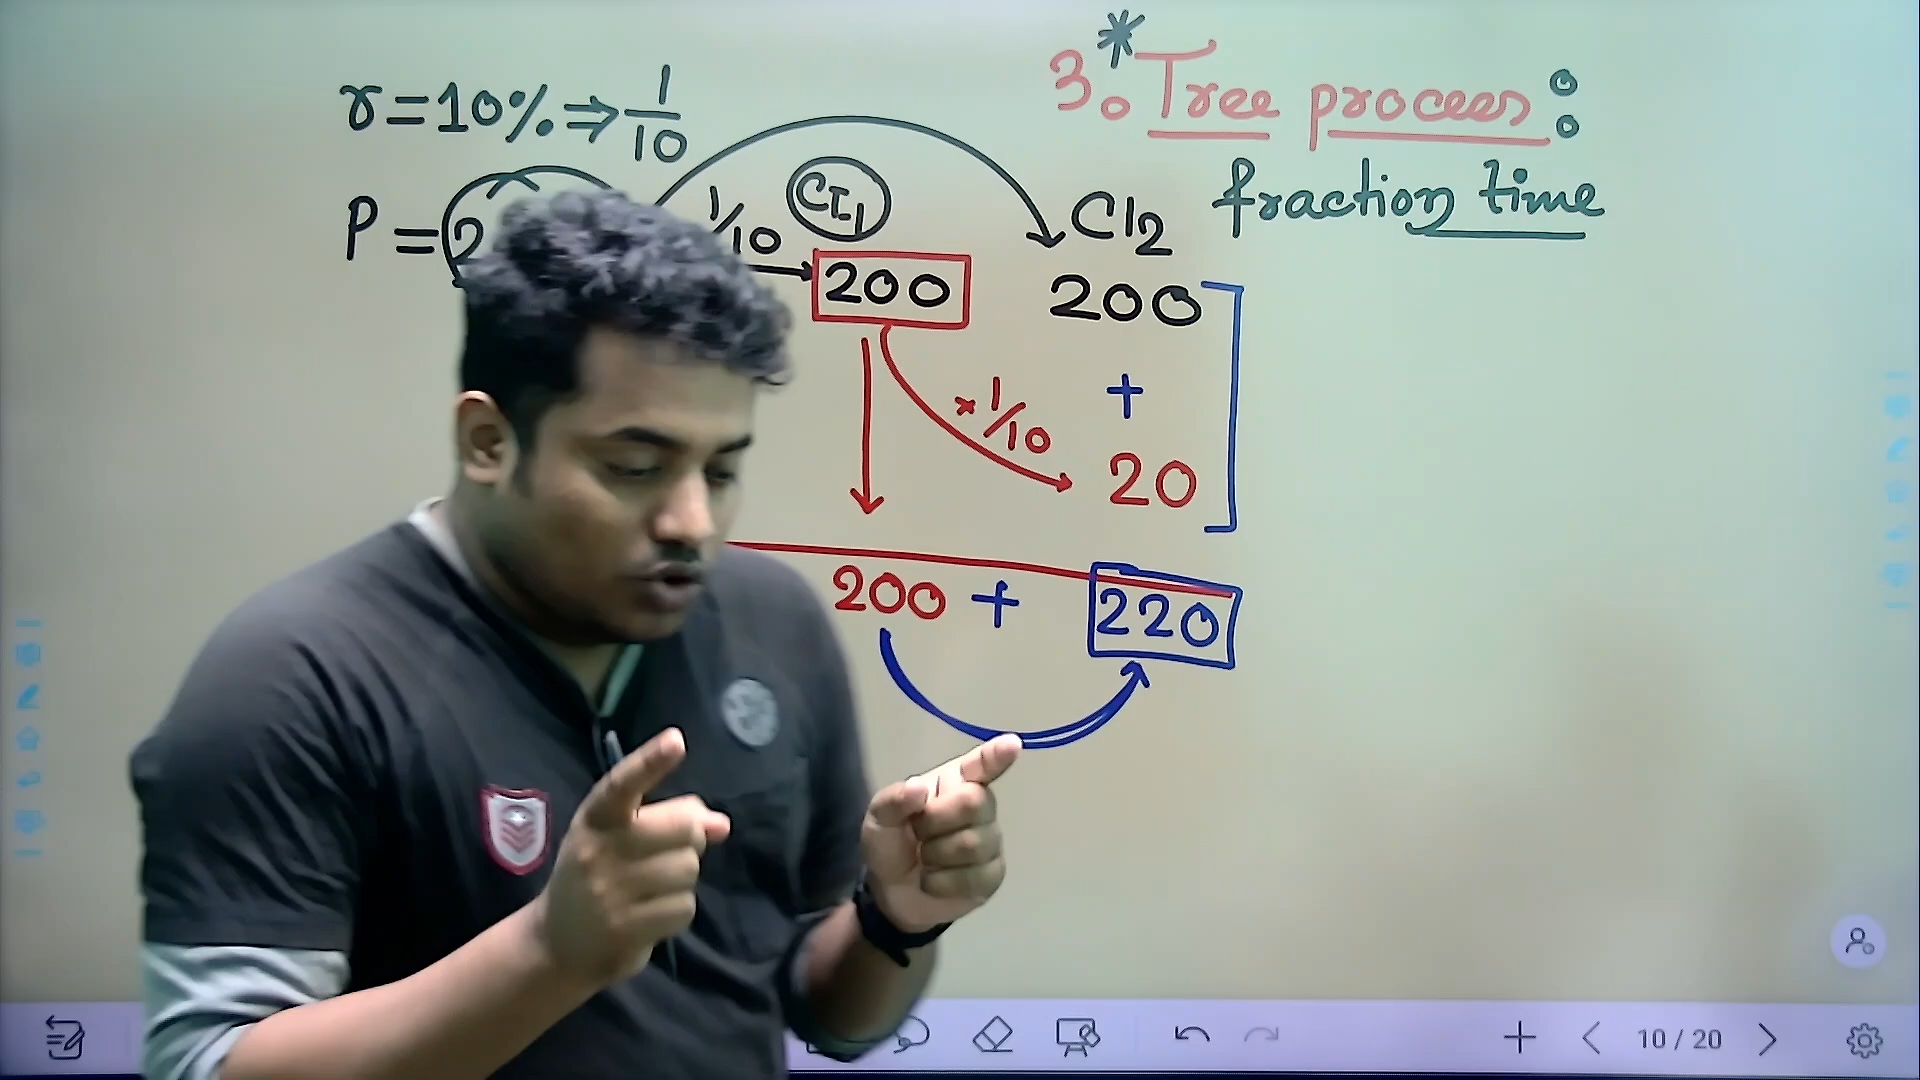 3. * Tree process :
r = 10% ⇒ 1/10
fraction time
P = 2
1/10
CI1
CI2
200
200
+
× 1/10
20
200 + 220
10 / 20